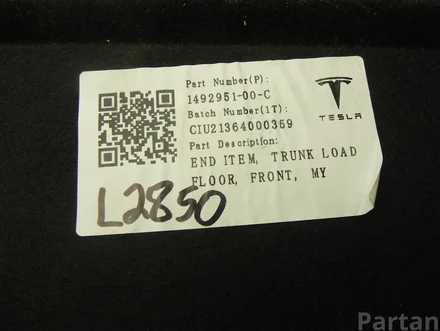 Part Number(P):
1492951-00-C
Batch Number(1T):
CIU21364000359
Part Description:
END ITEM, TRUNK LOAD
FLOOR, FRONT, MY
TESLA
L2850
Partan